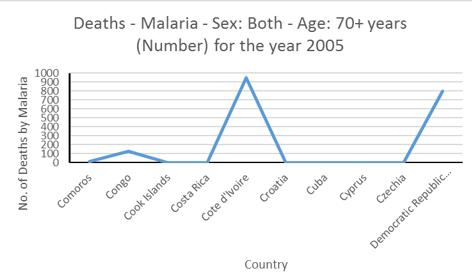 Deaths - Malaria - Sex: Both - Age: 70+ years
(Number) for the year 2005
No. of Deaths by Malaria
1000
900
800
700
600
500
400
300
200
100
0
Comoros
Congo
Cook Islands
Costa Rica
Cote d'Ivoire
Croatia
Cuba
Cyprus
Czechia
Democratic Republic...
Country